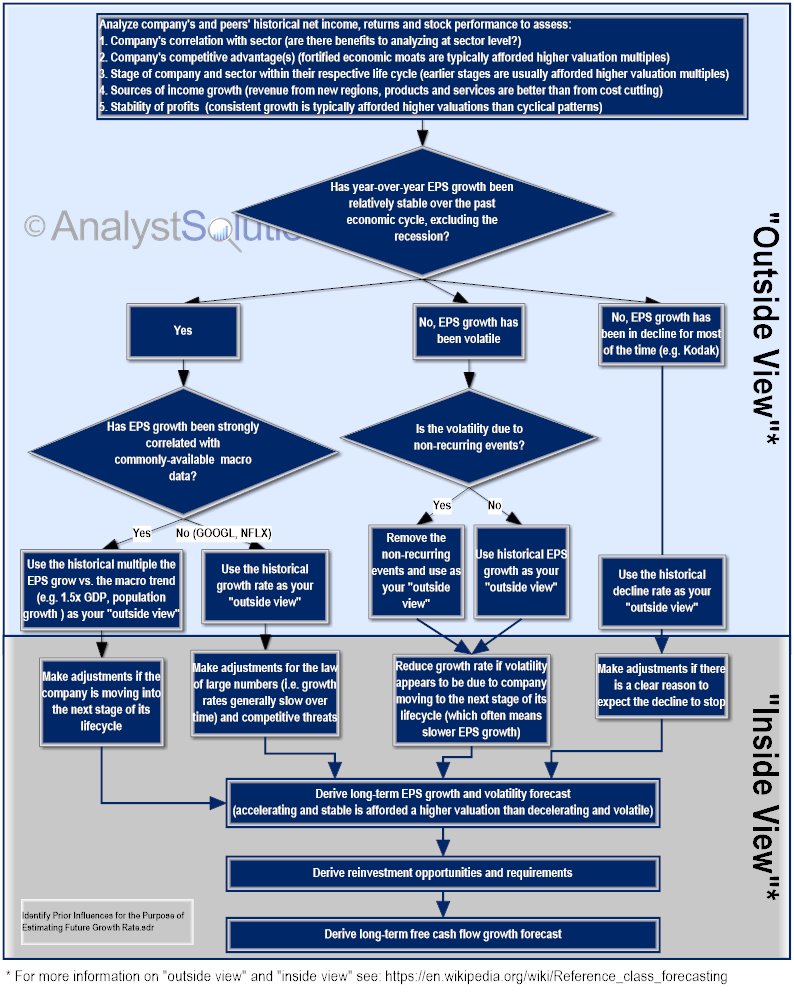 Analyze company's and peers' historical net income, returns and stock performance to assess:
1. Company's correlation with sector (are there benefits to analyzing at sector level?)
2. Company's competitive advantage(s) (fortified economic moats are typically afforded higher valuation multiples)
3. Stage of company and sector within their respective life cycle (earlier stages are usually afforded higher valuation multiples)
4. Sources of income growth (revenue from new regions, products and services are better than from cost cutting)
5. Stability of profits (consistent growth is typically afforded higher valuations than cyclical patterns)
Has year-over-year EPS growth been
relatively stable over the past
economic cycle, excluding the
recession?
© AnalystSoluti
"Outside View"*
Yes
No, EPS growth has
been volatile
No, EPS growth has
been in decline for most
of the time (e.g. Kodak)
Has EPS growth been strongly
correlated with
commonly-available macro
data?
Is the volatility due to
non-recurring events?
Yes
No (GOOGL, NFLX)
Yes
No
Use the historical multiple the
EPS grow vs. the macro trend
(e.g. 1.5x GDP, population
growth ) as your "outside view"
Use the historical
growth rate as your
"outside view"
Remove the
non-recurring
events and use as
your "outside
view"
Use historical EPS
growth as your
"outside view"
Use the historical
decline rate as your
"outside view"
Make adjustments if the
company is moving into
the next stage of its
lifecycle
Make adjustments for the law
of large numbers (i.e. growth
rates generally slow over
time) and competitive threats
Reduce growth rate if volatility
appears to be due to company
moving to the next stage of its
lifecycle (which often means
slower EPS growth)
Make adjustments if there
is a clear reason to
expect the decline to stop
"Inside View"*
Derive long-term EPS growth and volatility forecast
(accelerating and stable is afforded a higher valuation than decelerating and volatile)
Derive reinvestment opportunities and requirements
Derive long-term free cash flow growth forecast
Identify Prior Influences for the Purpose of
Estimating Future Growth Rate.sdr
* For more information on "outside view" and "inside view" see: https://en.wikipedia.org/wiki/Reference_class_forecasting